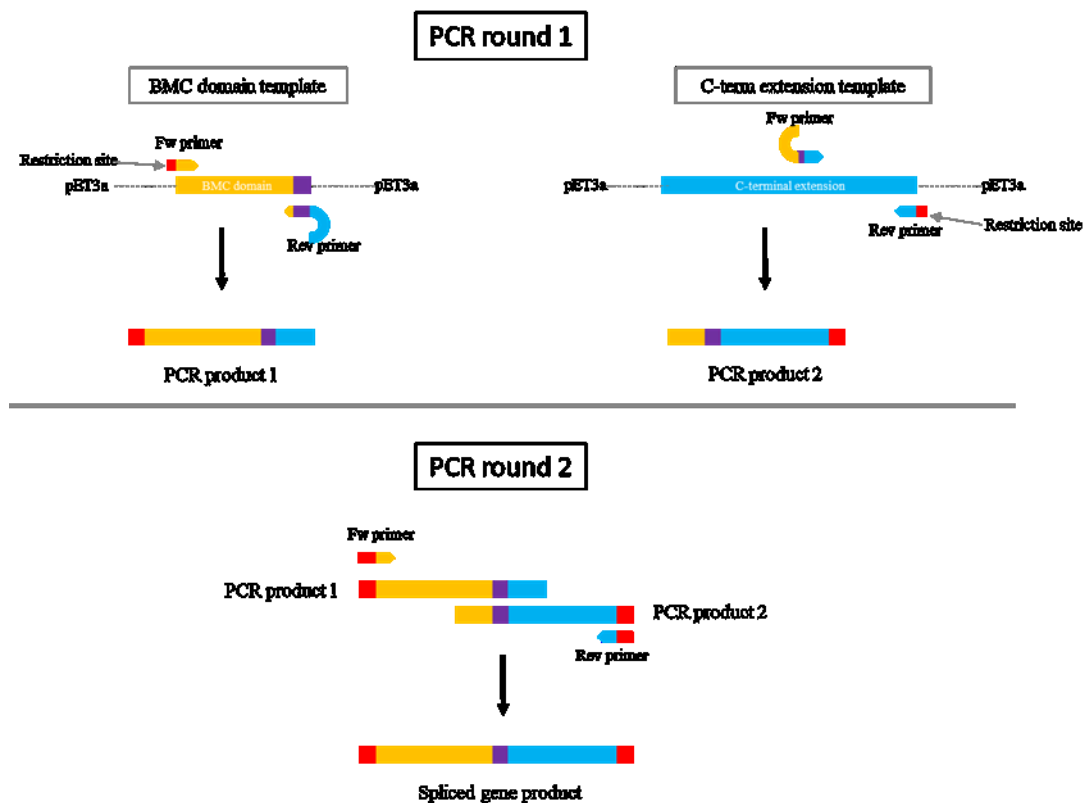 PCR round 1
BMC domain template
C-term extension template
Fw primer
Fw primer
Restriction site
pET3a
BMC domain
pET3a
pET3a
C-terminal extension
pET3a
Rev primer
Rev primer
Restriction site
PCR product 1
PCR product 2
PCR round 2
Fw primer
PCR product 1
PCR product 2
Rev primer
Spliced gene product